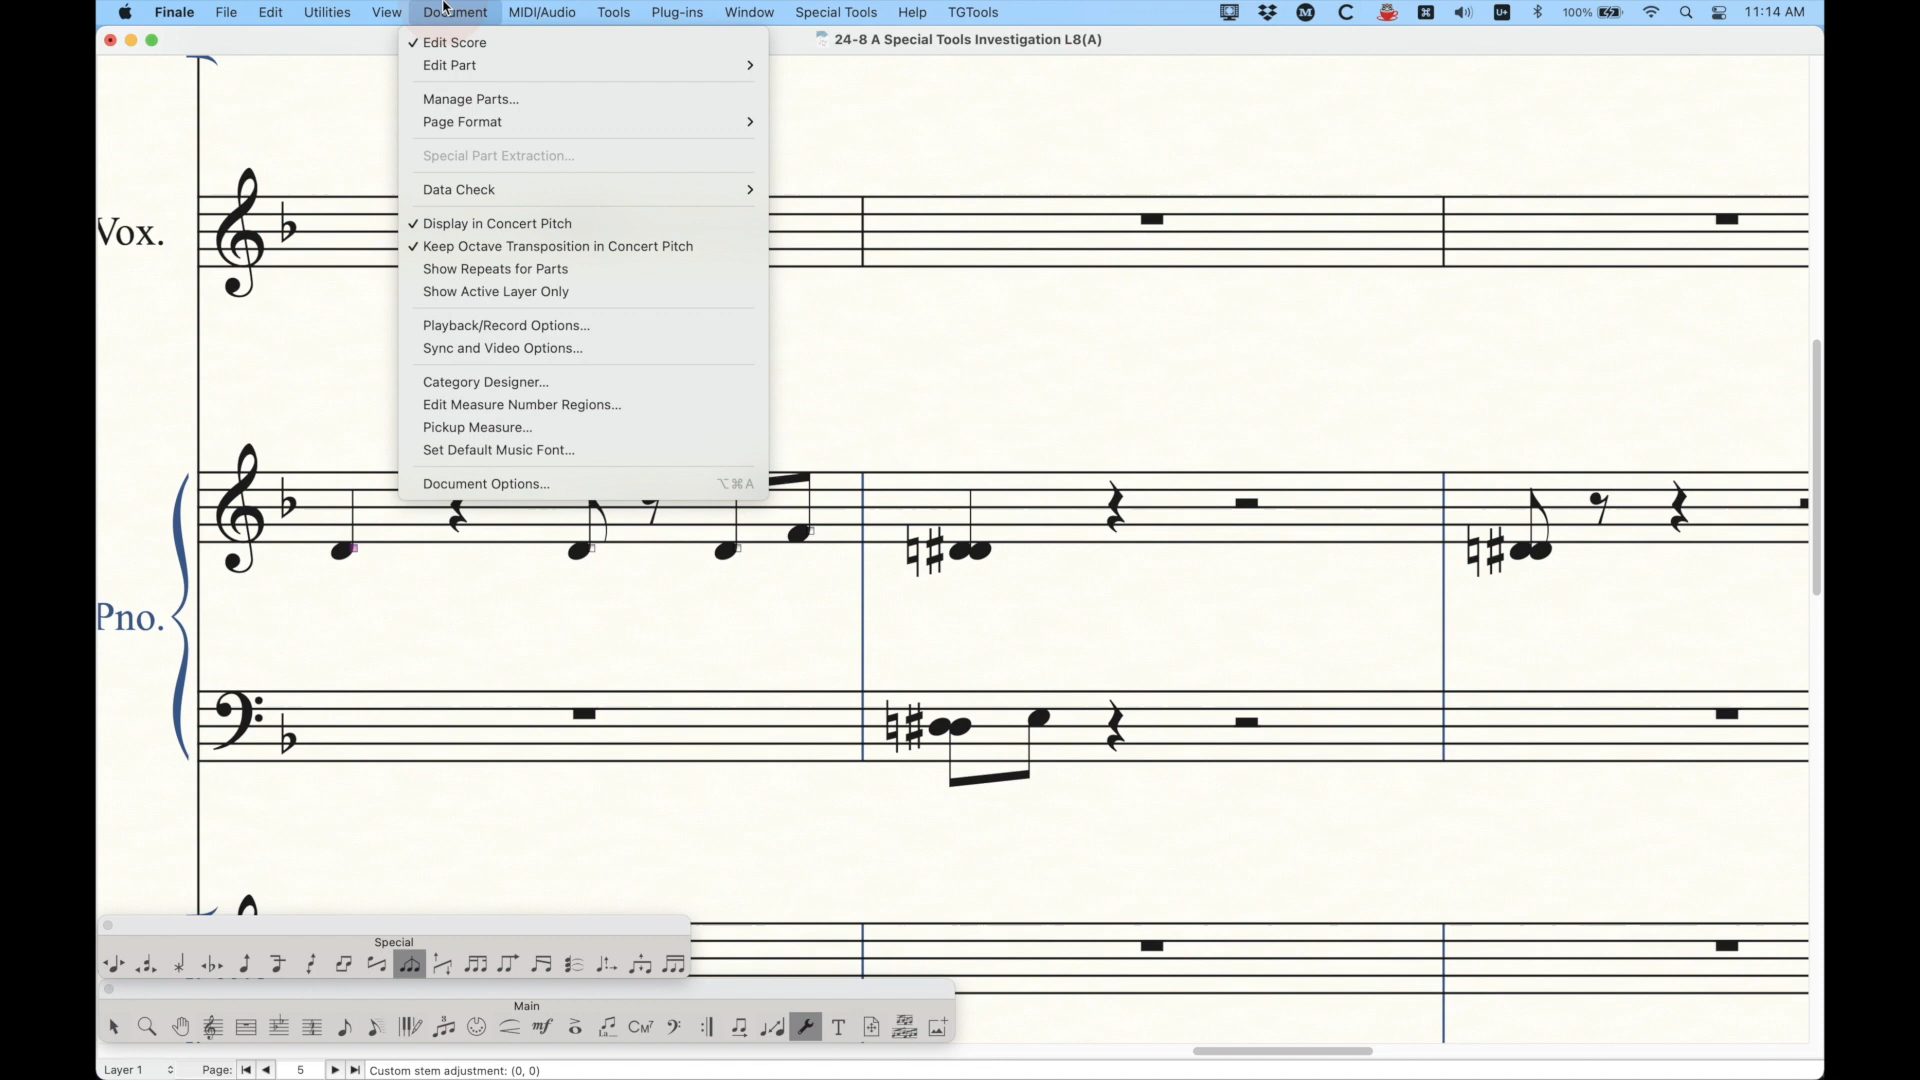 Finale File Edit Utilities View Document MIDI/Audio Tools Plug-ins Window Special Tools Help TGTools 100% 11:14 AM
24-8 A Special Tools Investigation L8(A)
Edit Score
Edit Part
Manage Parts...
Page Format
Special Part Extraction...
Data Check
Display in Concert Pitch
Keep Octave Transposition in Concert Pitch
Show Repeats for Parts
Show Active Layer Only
Playback/Record Options...
Sync and Video Options...
Category Designer...
Edit Measure Number Regions...
Pickup Measure...
Set Default Music Font...
Document Options... ⌥⌘A
Vox.
Pno.
Special
Main
mf CM7 T
Layer 1 Page: 5 Custom stem adjustment: (0, 0)